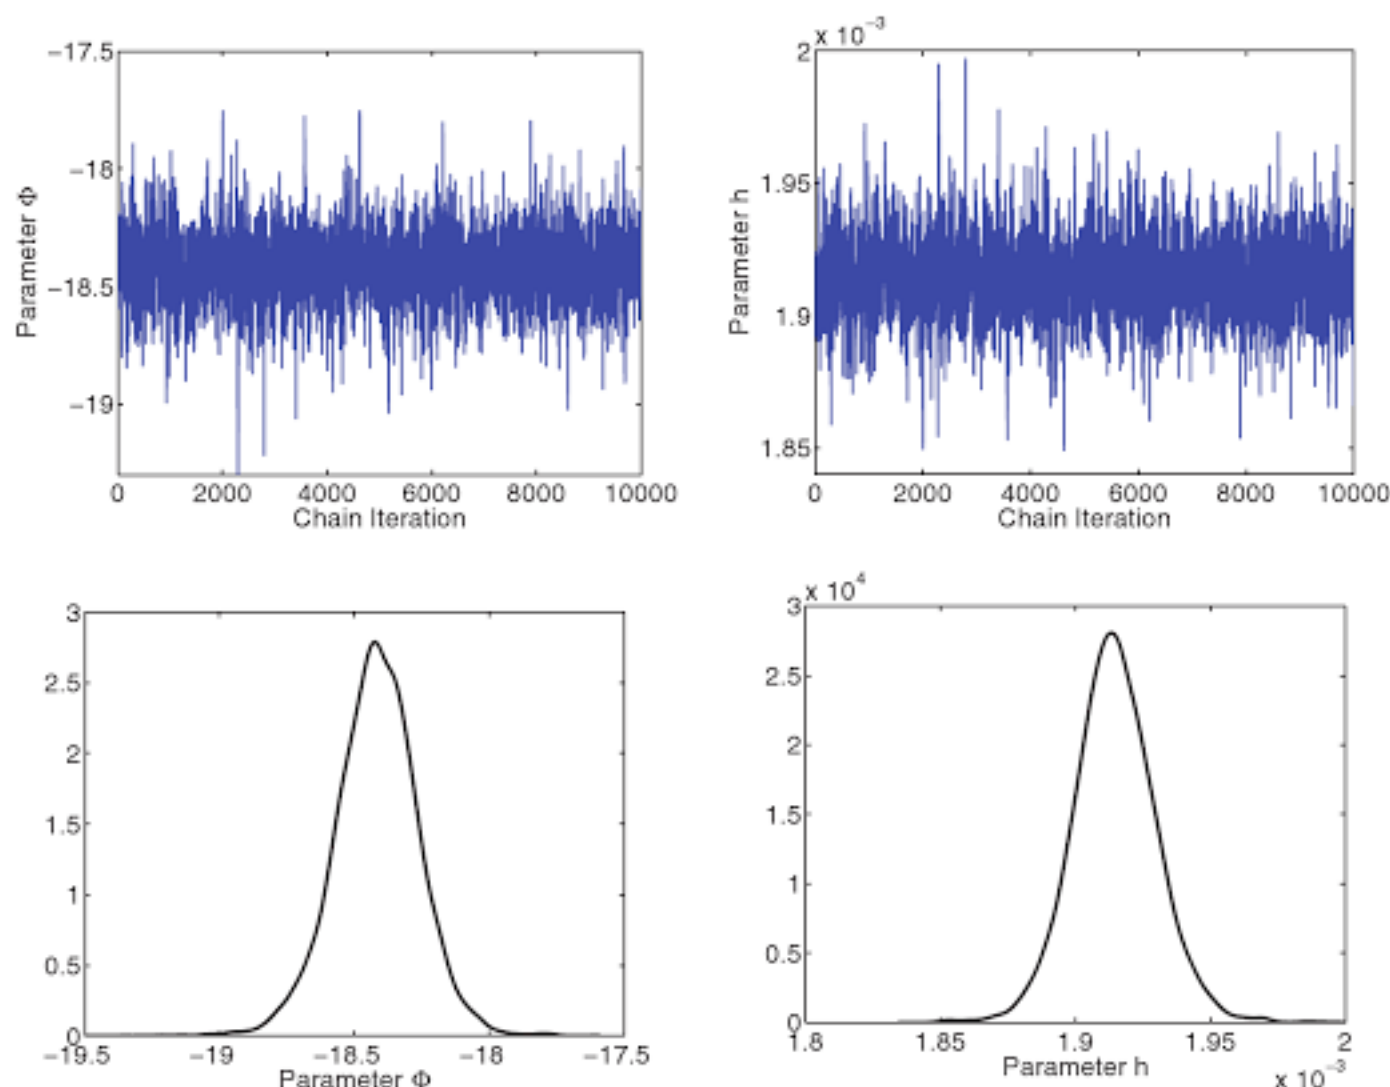 x 10⁻³
−17.5
−18
−18.5
−19
Parameter Φ
0 2000 4000 6000 8000 10000
Chain Iteration
2
1.95
1.9
1.85
Parameter h
0 2000 4000 6000 8000 10000
Chain Iteration
3
2.5
2
1.5
1
0.5
0
−19.5 −19 −18.5 −18 −17.5
Parameter Φ
x 10⁴
3
2.5
2
1.5
1
0.5
0
1.8 1.85 1.9 1.95 2
Parameter h
x 10⁻³